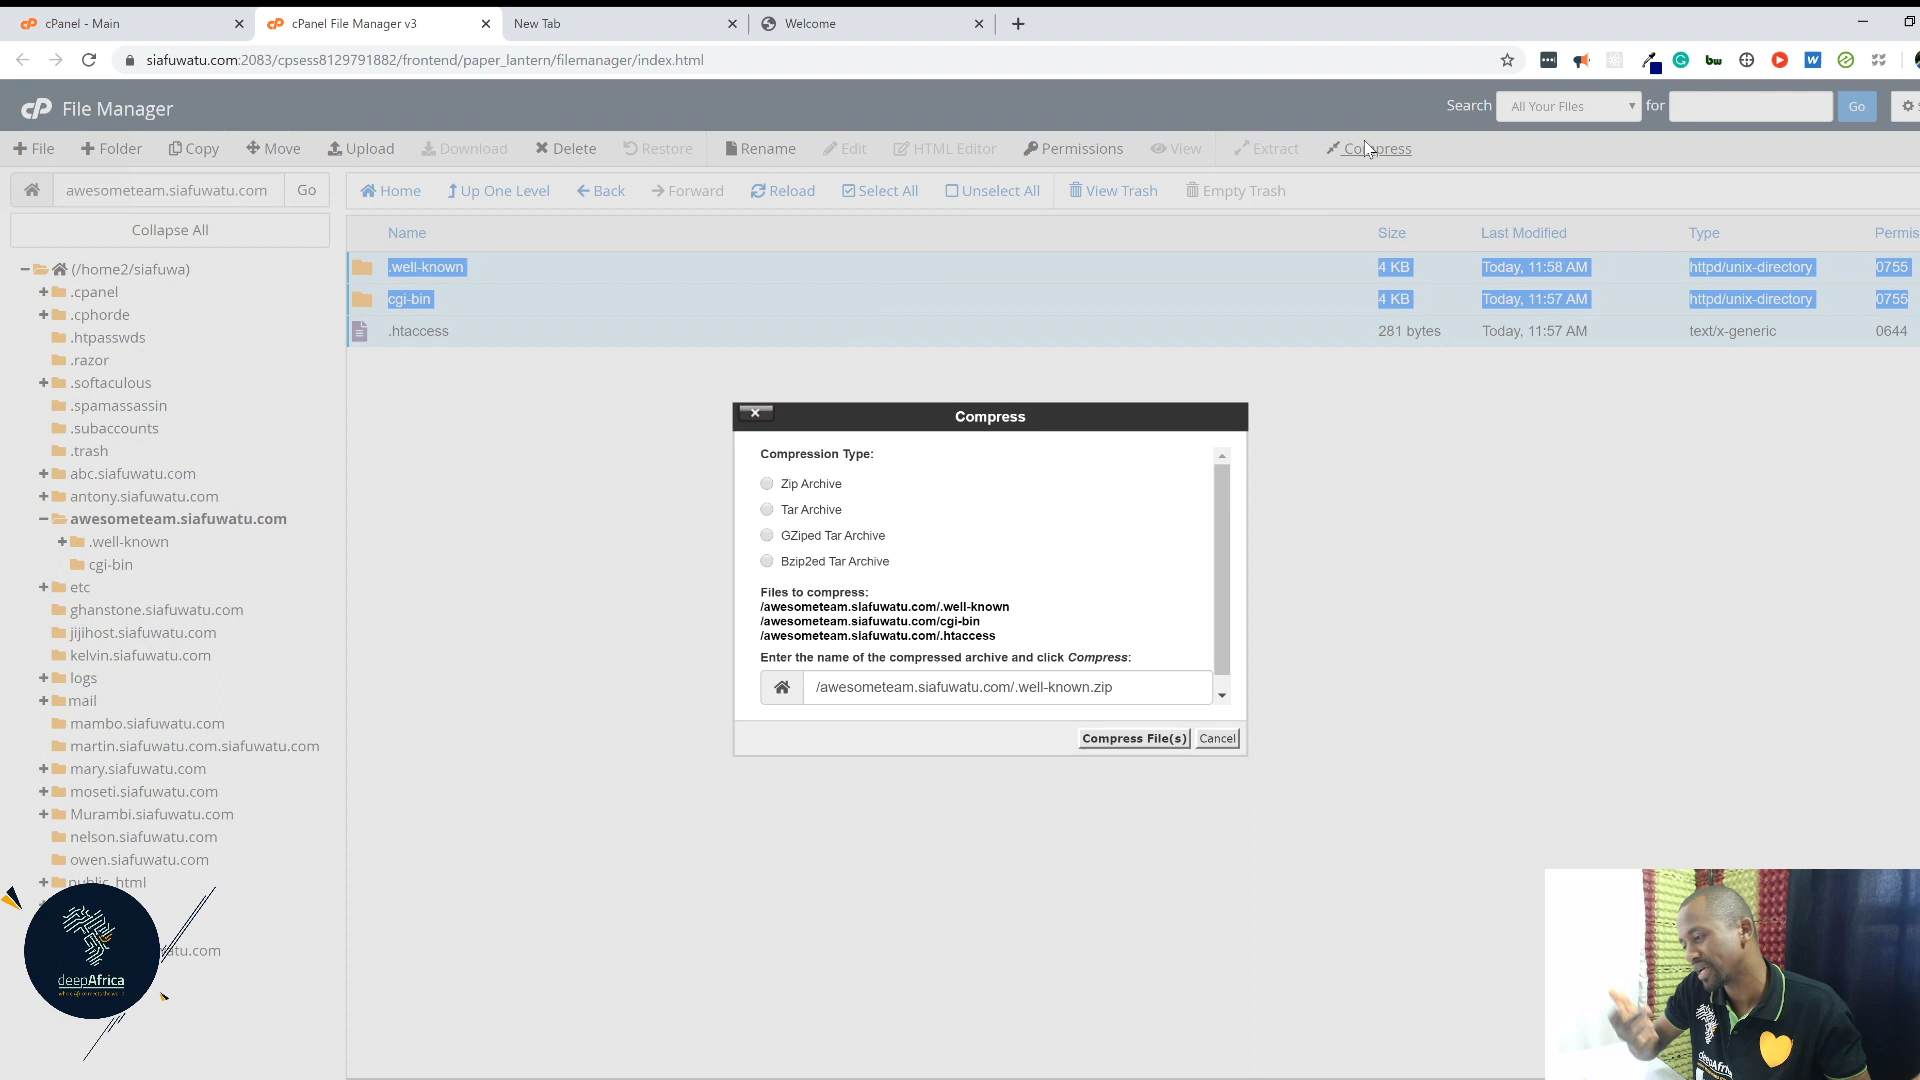 cPanel - Main
cPanel File Manager v3
New Tab
Welcome
siafuwatu.com:2083/cpsess8129791882/frontend/paper_lantern/filemanager/index.html
cP File Manager
Search All Your Files for Go
File Folder Copy Move Upload Download Delete Restore Rename Edit HTML Editor Permissions View Extract Compress
awesometeam.siafuwatu.com Go
Home Up One Level Back Forward Reload Select All Unselect All View Trash Empty Trash
Collapse All
Name Size Last Modified Type Permis
.well-known 4 KB Today, 11:58 AM httpd/unix-directory 0755
cgi-bin 4 KB Today, 11:57 AM httpd/unix-directory 0755
.htaccess 281 bytes Today, 11:57 AM text/x-generic 0644
(/home2/siafuwa)
.cpanel
.cphorde
.htpasswds
.razor
.softaculous
.spamassassin
.subaccounts
.trash
abc.siafuwatu.com
antony.siafuwatu.com
awesometeam.siafuwatu.com
.well-known
cgi-bin
etc
ghanstone.siafuwatu.com
jijihost.siafuwatu.com
kelvin.siafuwatu.com
logs
mail
mambo.siafuwatu.com
martin.siafuwatu.com.siafuwatu.com
mary.siafuwatu.com
moseti.siafuwatu.com
Murambi.siafuwatu.com
nelson.siafuwatu.com
owen.siafuwatu.com
public_html
atu.com
Compress
Compression Type:
Zip Archive
Tar Archive
GZiped Tar Archive
Bzip2ed Tar Archive
Files to compress:
/awesometeam.siafuwatu.com/.well-known
/awesometeam.siafuwatu.com/cgi-bin
/awesometeam.siafuwatu.com/.htaccess
Enter the name of the compressed archive and click Compress:
/awesometeam.siafuwatu.com/.well-known.zip
Compress File(s) Cancel
deepAfrica
deepAfrica